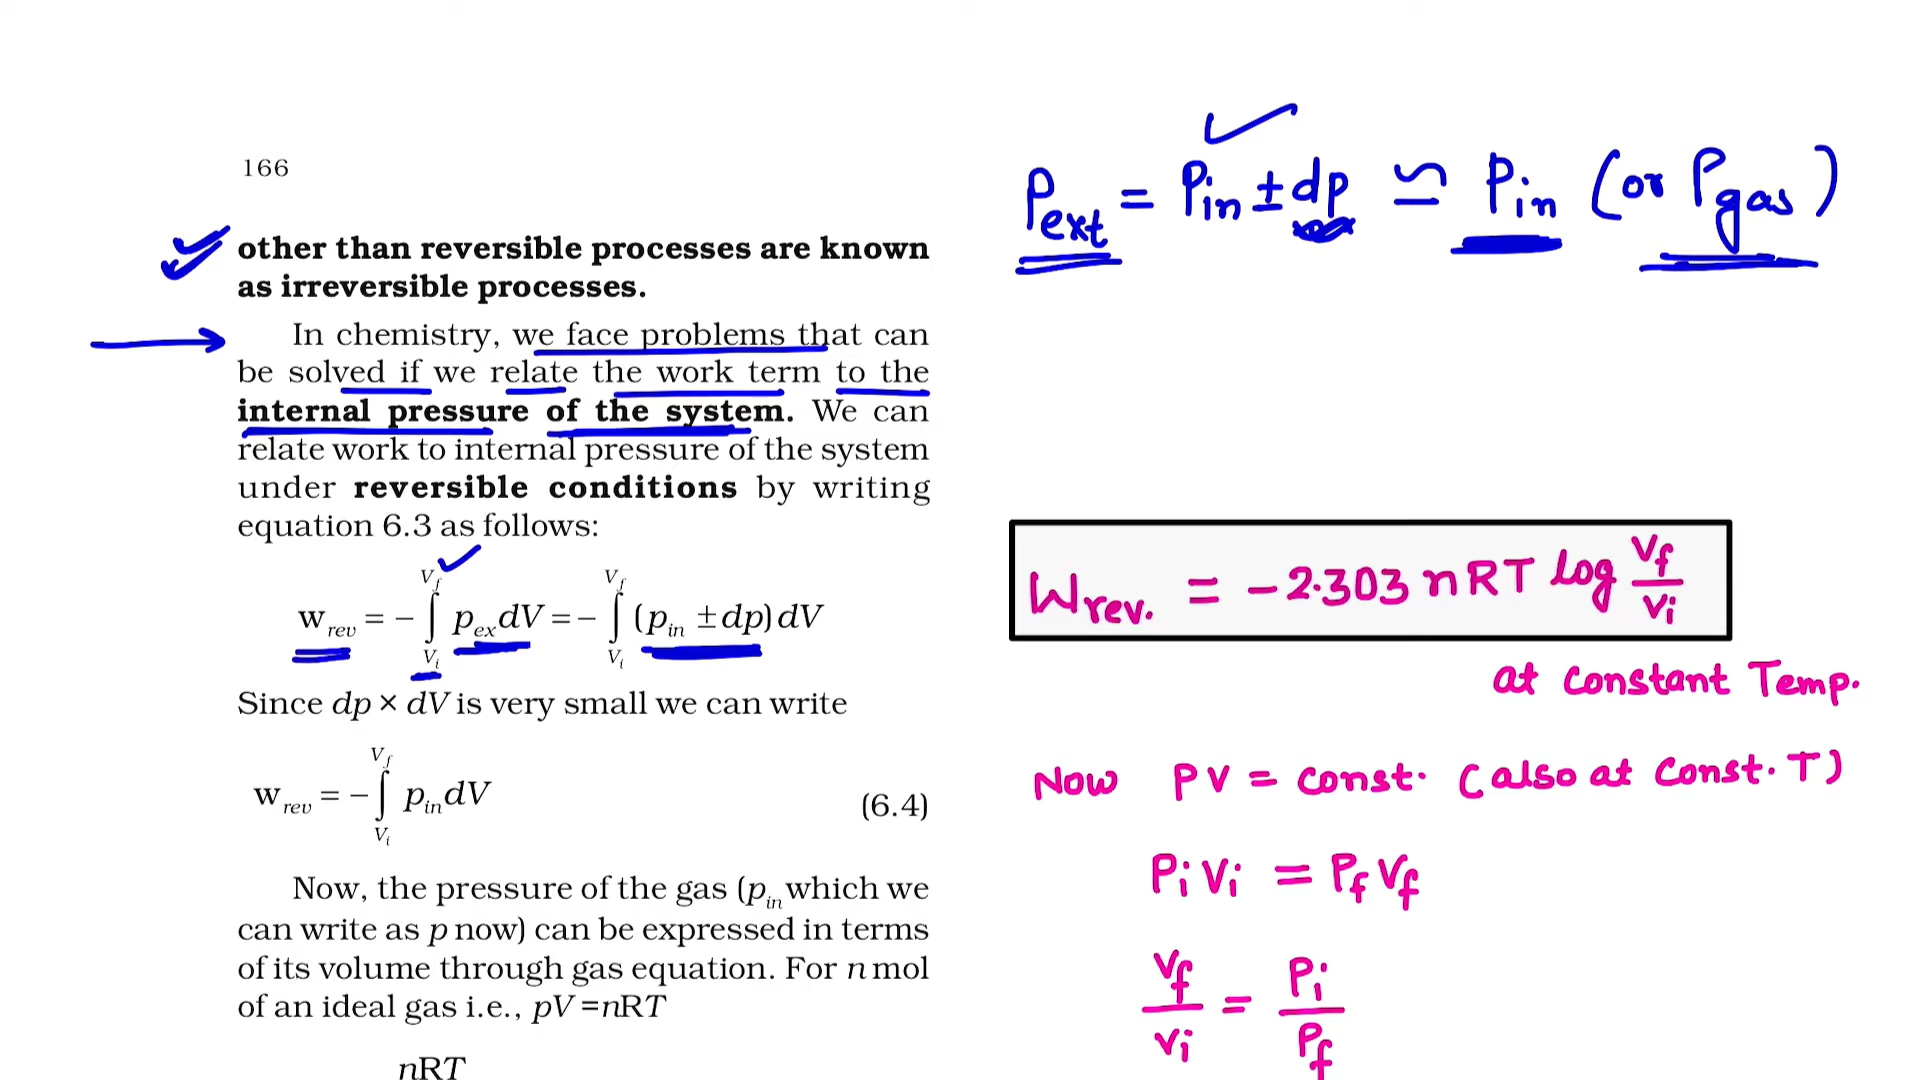 166
other than reversible processes are known
as irreversible processes.
In chemistry, we face problems that can
be solved if we relate the work term to the
internal pressure of the system. We can
relate work to internal pressure of the system
under reversible conditions by writing
equation 6.3 as follows:
w_rev = − ∫_{V_i}^{V_f} p_ex dV = − ∫_{V_i}^{V_f} (p_in ± dp) dV
Since dp × dV is very small we can write
w_rev = − ∫_{V_i}^{V_f} p_in dV (6.4)
Now, the pressure of the gas (p_in which we
can write as p now) can be expressed in terms
of its volume through gas equation. For n mol
of an ideal gas i.e., pV =nRT
nRT
P_ext = P_in ± dp ≃ P_in (or P_gas)
W_rev. = −2.303 nRT log V_f/V_i
at constant Temp.
Now PV = const. (also at const. T)
P_i V_i = P_f V_f
V_f/V_i = P_i/P_f